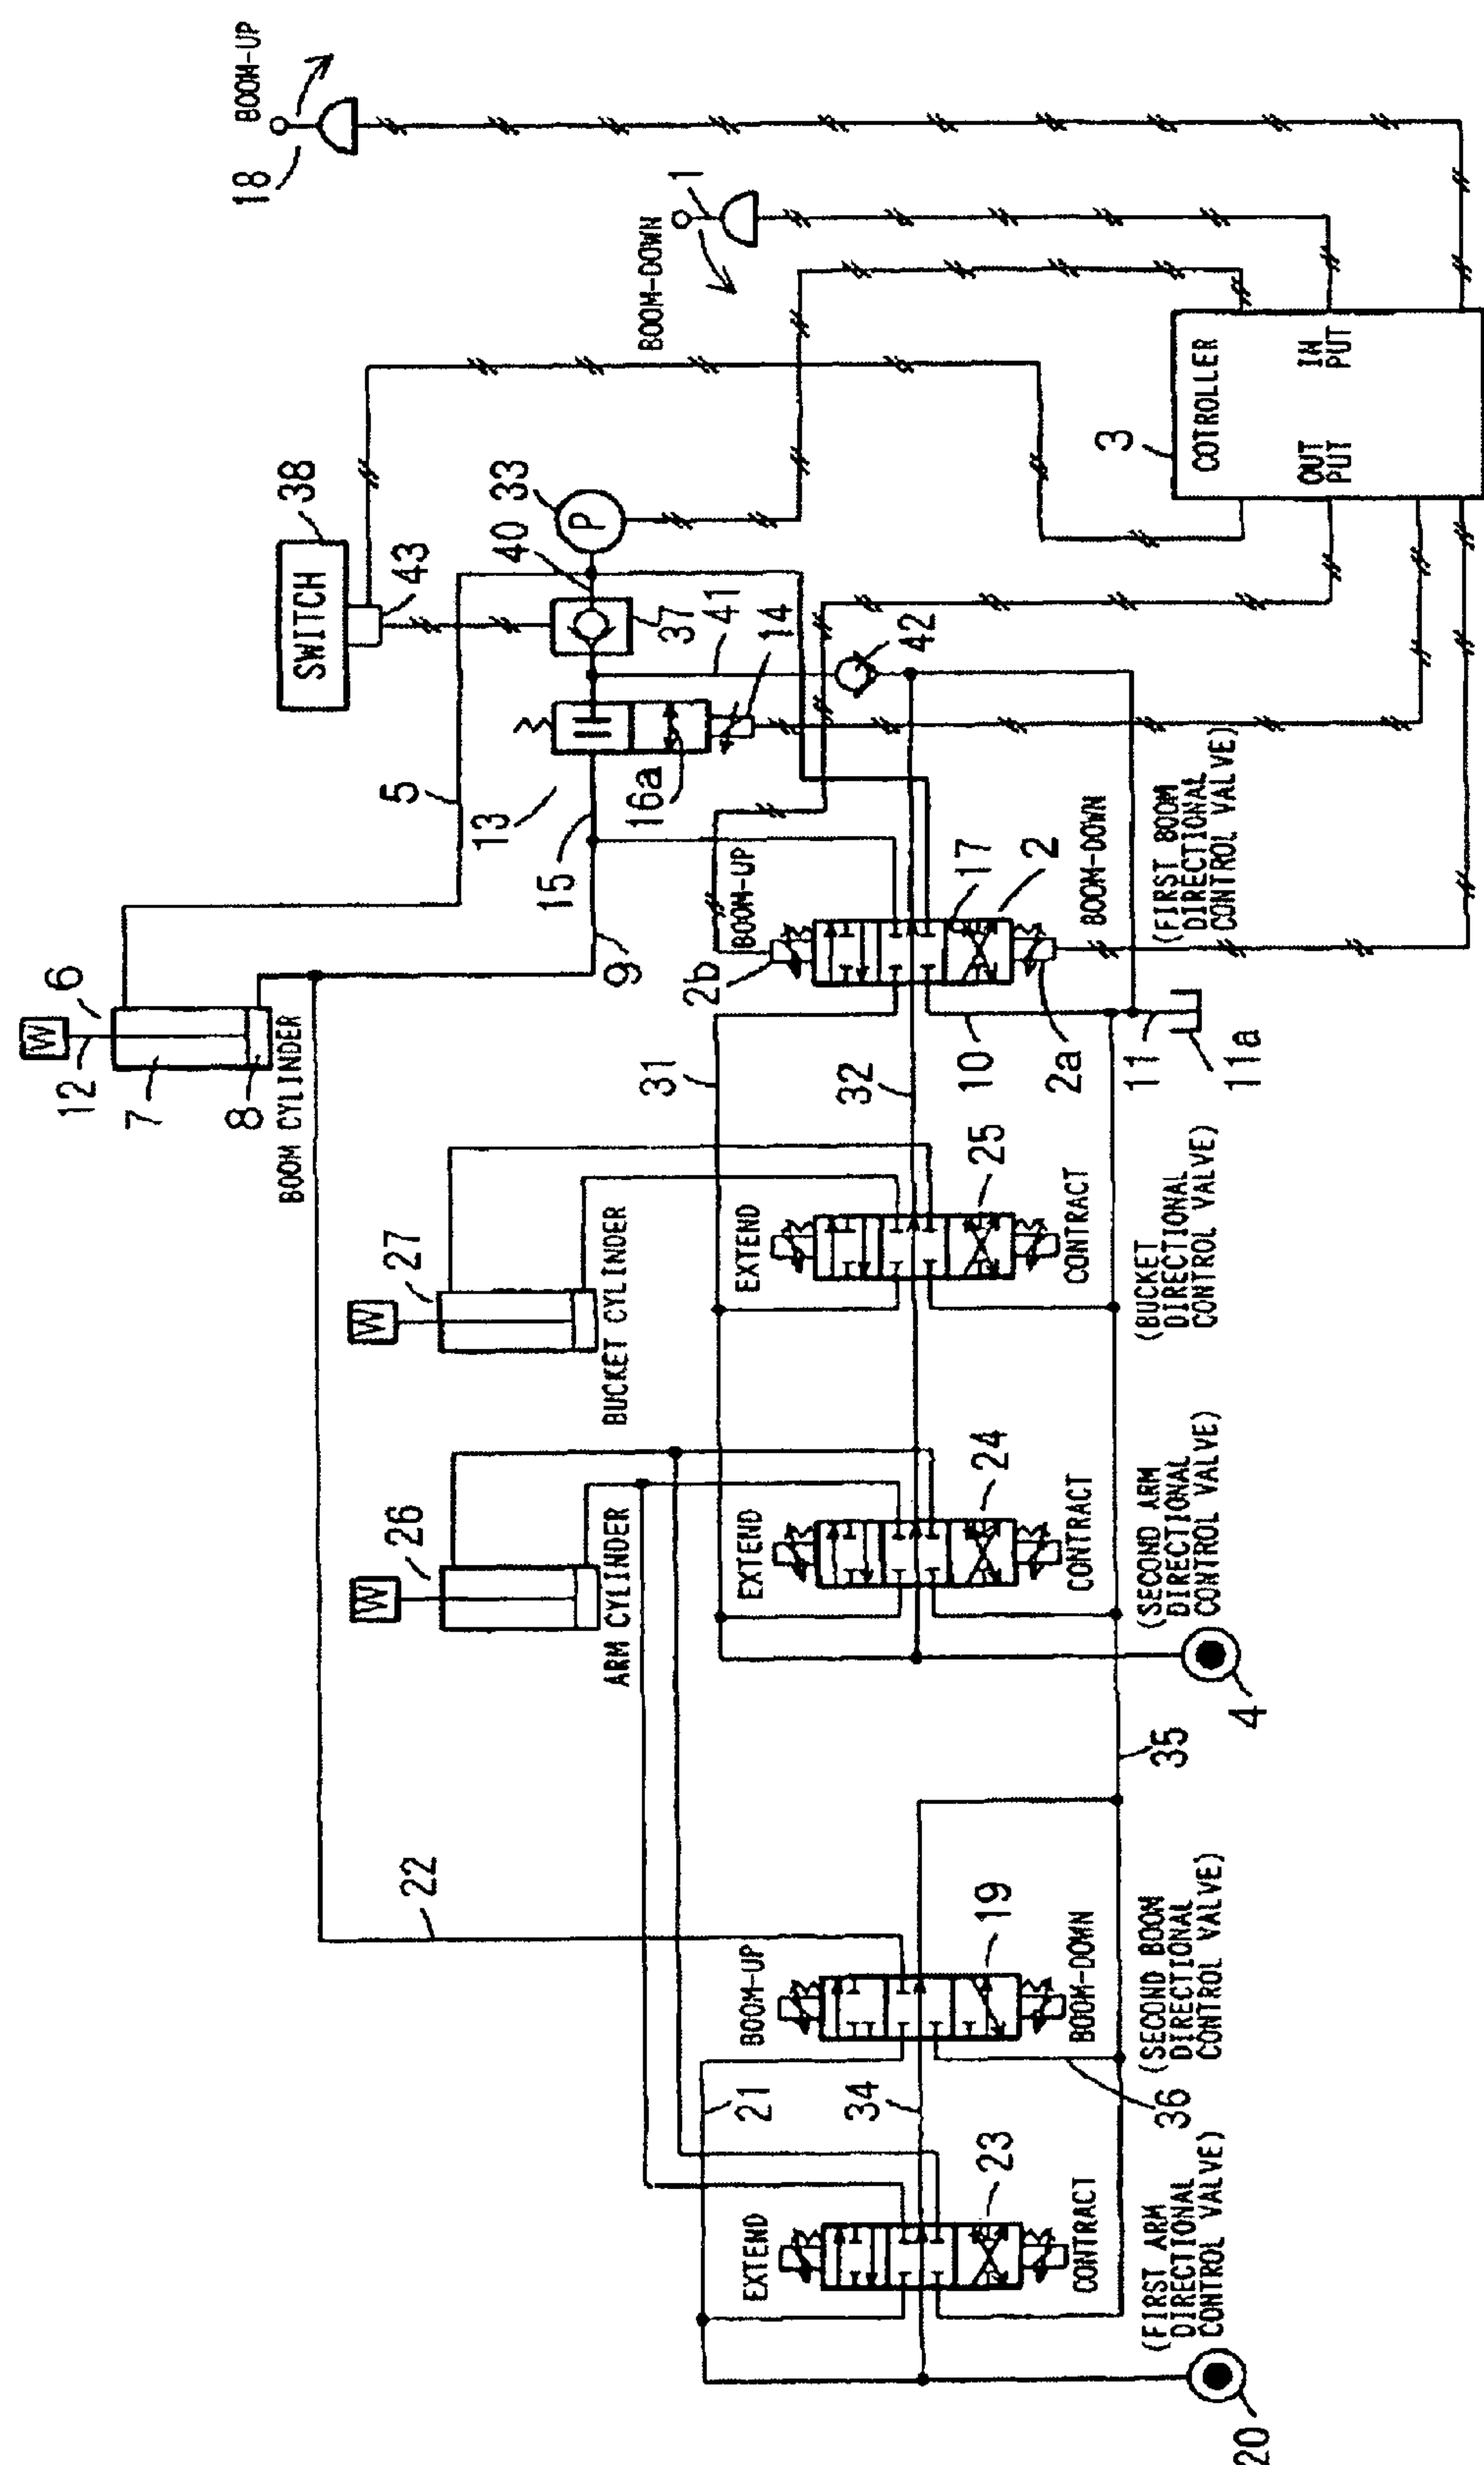 BOOM-UP
18
1
BOOM-DOWN
COTROLLER
IN
PUT
OUT
PUT
3
SWITCH
38
43
33
P
40
37
41
14
42
5
13
16a
15
9
W
6
12
7
8
BOOM CYLINDER
2b
BOOM-UP
17
2
BOOM-DOWN
(FIRST BOOM
DIRECTIONAL
CONTROL VALVE)
31
32
10
2a
11
11a
W
27
BUCKET CYLINDER
EXTEND
25
CONTRACT
(BUCKET
DIRECTIONAL
CONTROL VALVE)
W
26
ARM CYLINDER
EXTEND
24
CONTRACT
(SECOND ARM
DIRECTIONAL
CONTROL VALVE)
4
35
22
BOOM-UP
19
BOOM-DOWN
(SECOND BOOM
DIRECTIONAL
CONTROL VALVE)
21
34
36
EXTEND
23
CONTRACT
(FIRST ARM
DIRECTIONAL
CONTROL VALVE)
20